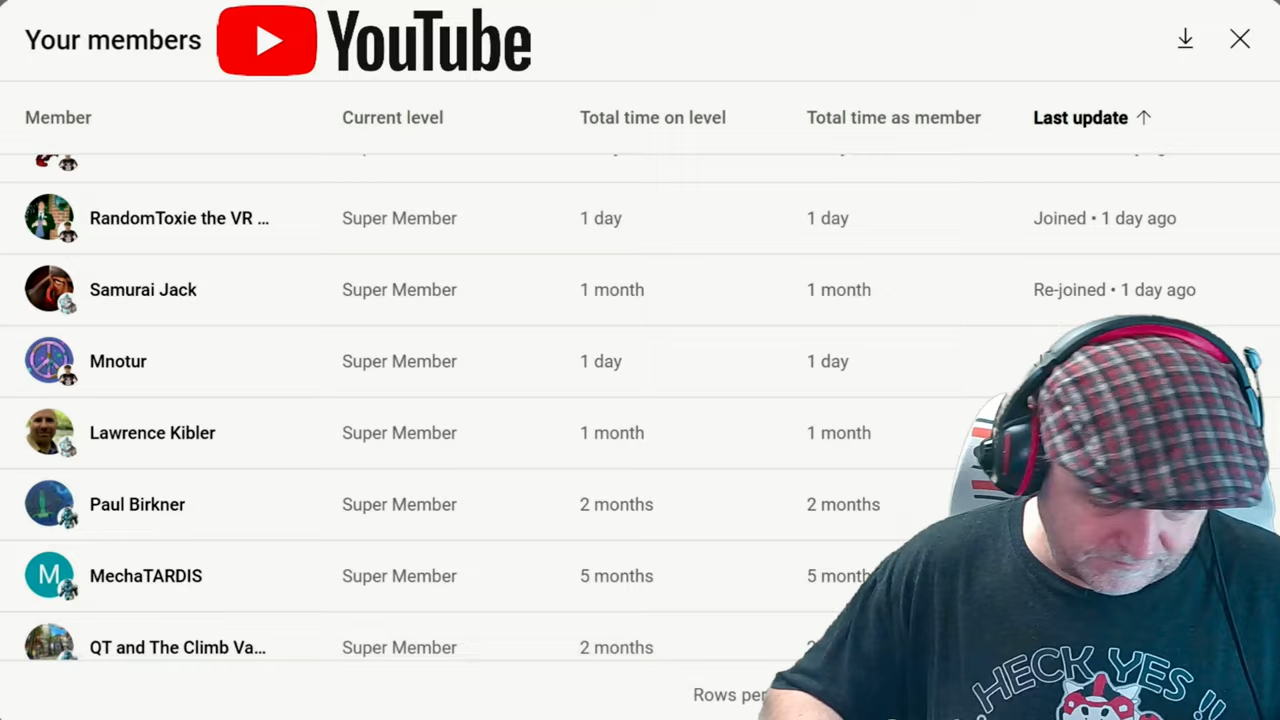 Your members YouTube
Member Current level Total time on level Total time as member Last update ↑
RandomToxie the VR ... Super Member 1 day 1 day Joined • 1 day ago
Samurai Jack Super Member 1 month 1 month Re-joined • 1 day ago
Mnotur Super Member 1 day 1 day
Lawrence Kibler Super Member 1 month 1 month
Paul Birkner Super Member 2 months 2 months
M MechaTARDIS Super Member 5 months 5
QT and The Climb Va... Super Member 2 months
Rows
HECK YES !!